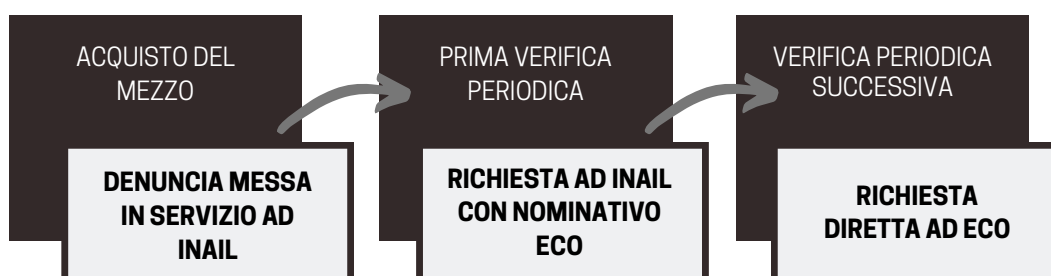 ACQUISTO DEL
MEZZO
DENUNCIA MESSA
IN SERVIZIO AD
INAIL
PRIMA VERIFICA
PERIODICA
RICHIESTA AD INAIL
CON NOMINATIVO
ECO
VERIFICA PERIODICA
SUCCESSIVA
RICHIESTA
DIRETTA AD ECO